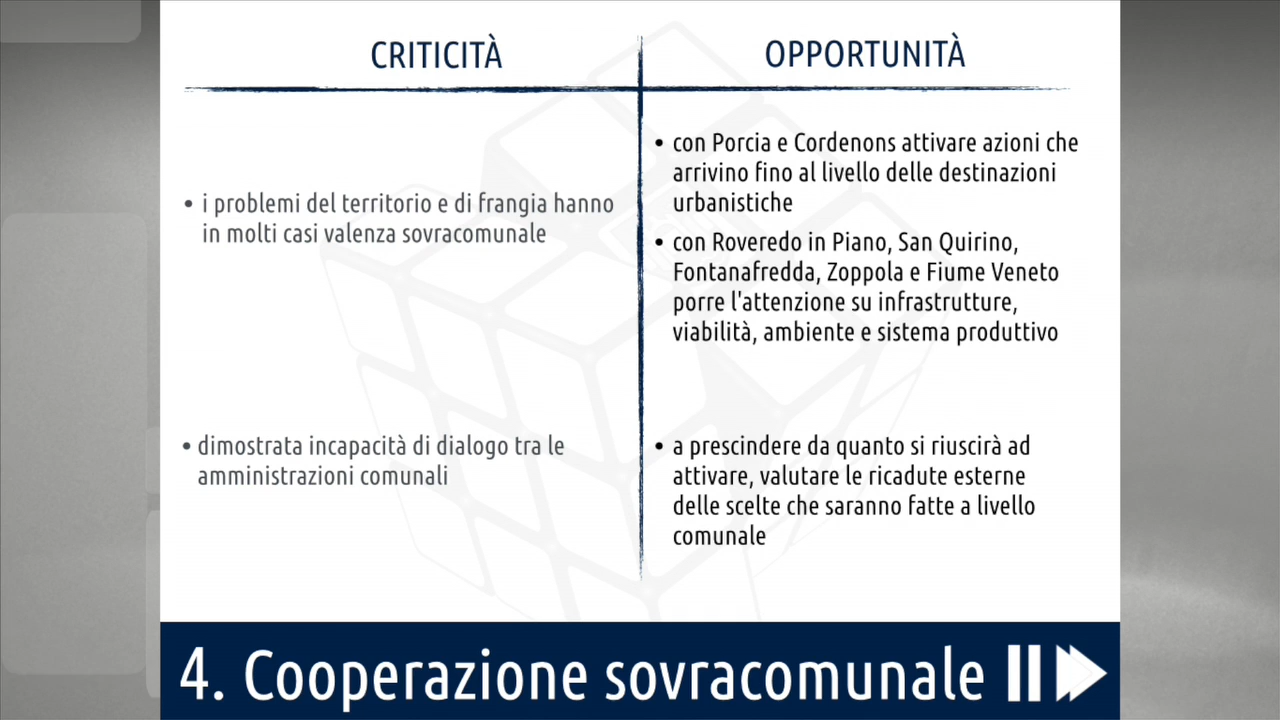 CRITICITÀ
OPPORTUNITÀ
• i problemi del territorio e di frangia hanno
in molti casi valenza sovracomunale
• con Porcia e Cordenons attivare azioni che
arrivino fino al livello delle destinazioni
urbanistiche
• con Roveredo in Piano, San Quirino,
Fontanafredda, Zoppola e Fiume Veneto
porre l'attenzione su infrastrutture,
viabilità, ambiente e sistema produttivo
• dimostrata incapacità di dialogo tra le
amministrazioni comunali
• a prescindere da quanto si riuscirà ad
attivare, valutare le ricadute esterne
delle scelte che saranno fatte a livello
comunale
4. Cooperazione sovracomunale